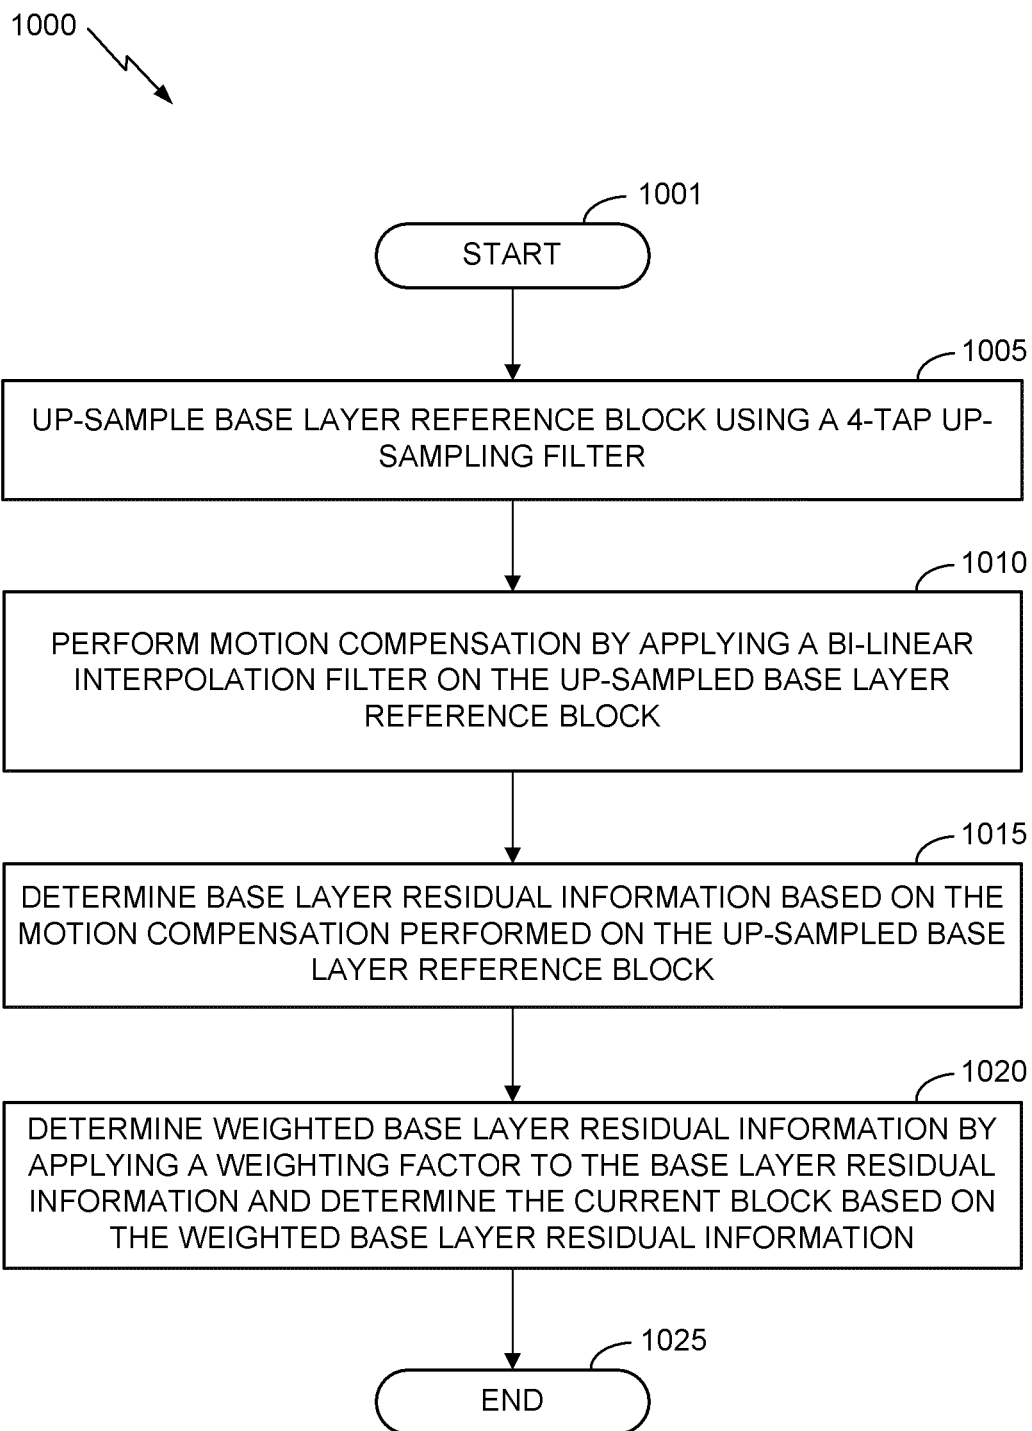 1000
1001
START
1005
UP-SAMPLE BASE LAYER REFERENCE BLOCK USING A 4-TAP UP-
SAMPLING FILTER
1010
PERFORM MOTION COMPENSATION BY APPLYING A BI-LINEAR
INTERPOLATION FILTER ON THE UP-SAMPLED BASE LAYER
REFERENCE BLOCK
1015
DETERMINE BASE LAYER RESIDUAL INFORMATION BASED ON THE
MOTION COMPENSATION PERFORMED ON THE UP-SAMPLED BASE
LAYER REFERENCE BLOCK
1020
DETERMINE WEIGHTED BASE LAYER RESIDUAL INFORMATION BY
APPLYING A WEIGHTING FACTOR TO THE BASE LAYER RESIDUAL
INFORMATION AND DETERMINE THE CURRENT BLOCK BASED ON
THE WEIGHTED BASE LAYER RESIDUAL INFORMATION
1025
END